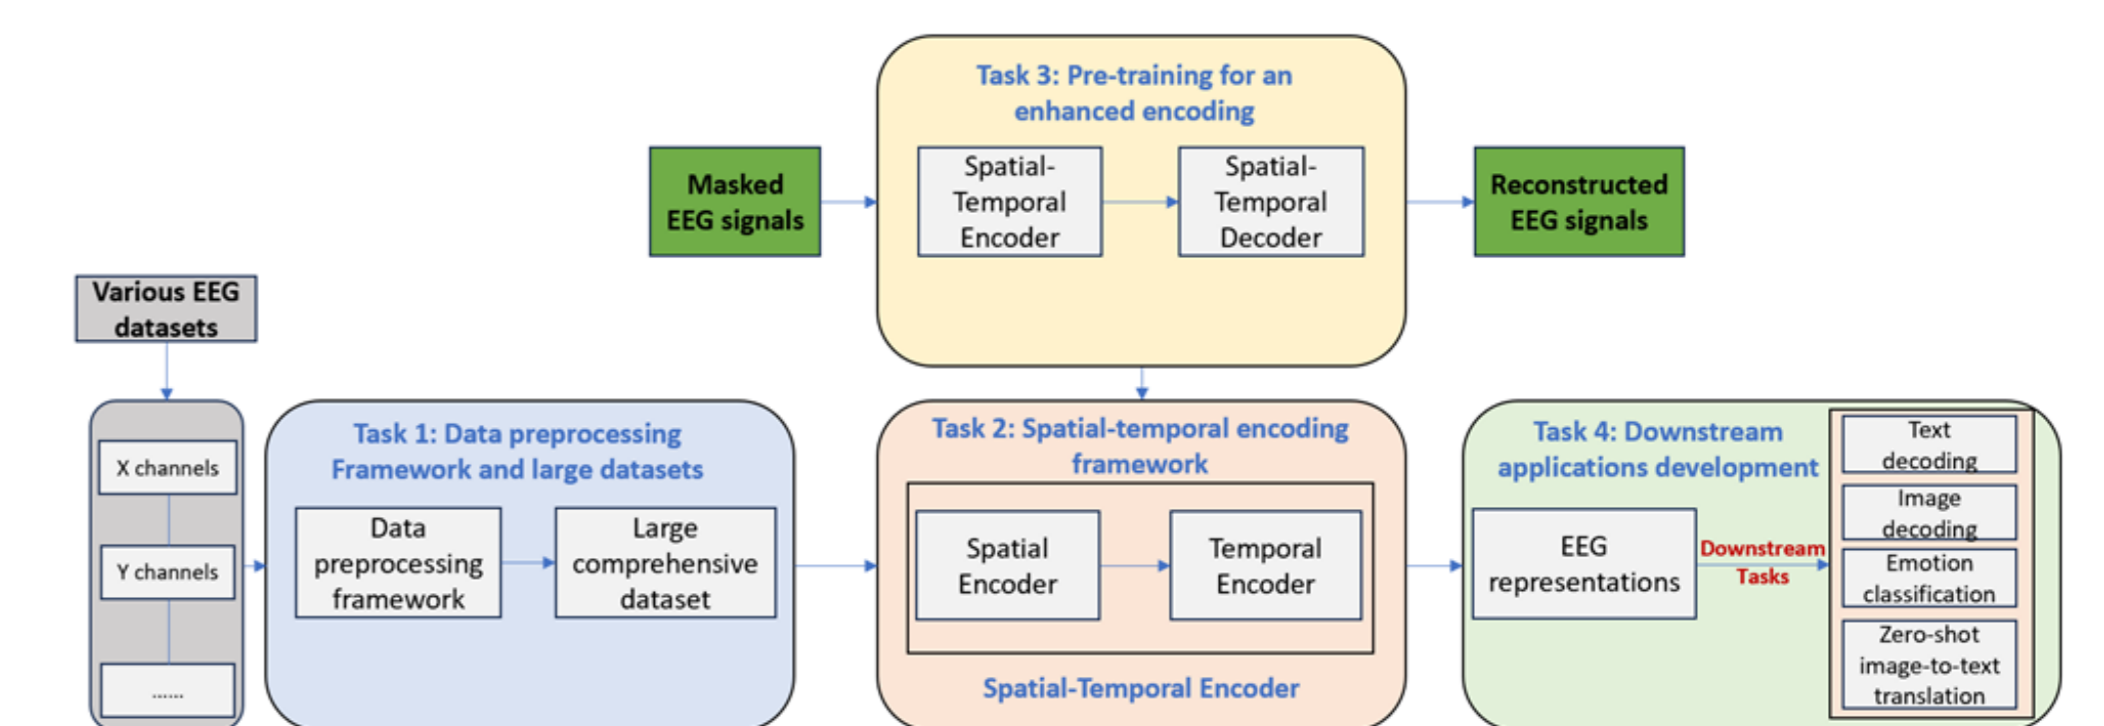 Task 3: Pre-training for an
enhanced encoding
Masked
EEG signals
Spatial-
Temporal
Encoder
Spatial-
Temporal
Decoder
Reconstructed
EEG signals
Various EEG
datasets
X channels
Y channels
......
Task 1: Data preprocessing
Framework and large datasets
Data
preprocessing
framework
Large
comprehensive
dataset
Task 2: Spatial-temporal encoding
framework
Spatial
Encoder
Temporal
Encoder
Spatial-Temporal Encoder
Task 4: Downstream
applications development
EEG
representations
Downstream
Tasks
Text
decoding
Image
decoding
Emotion
classification
Zero-shot
image-to-text
translation